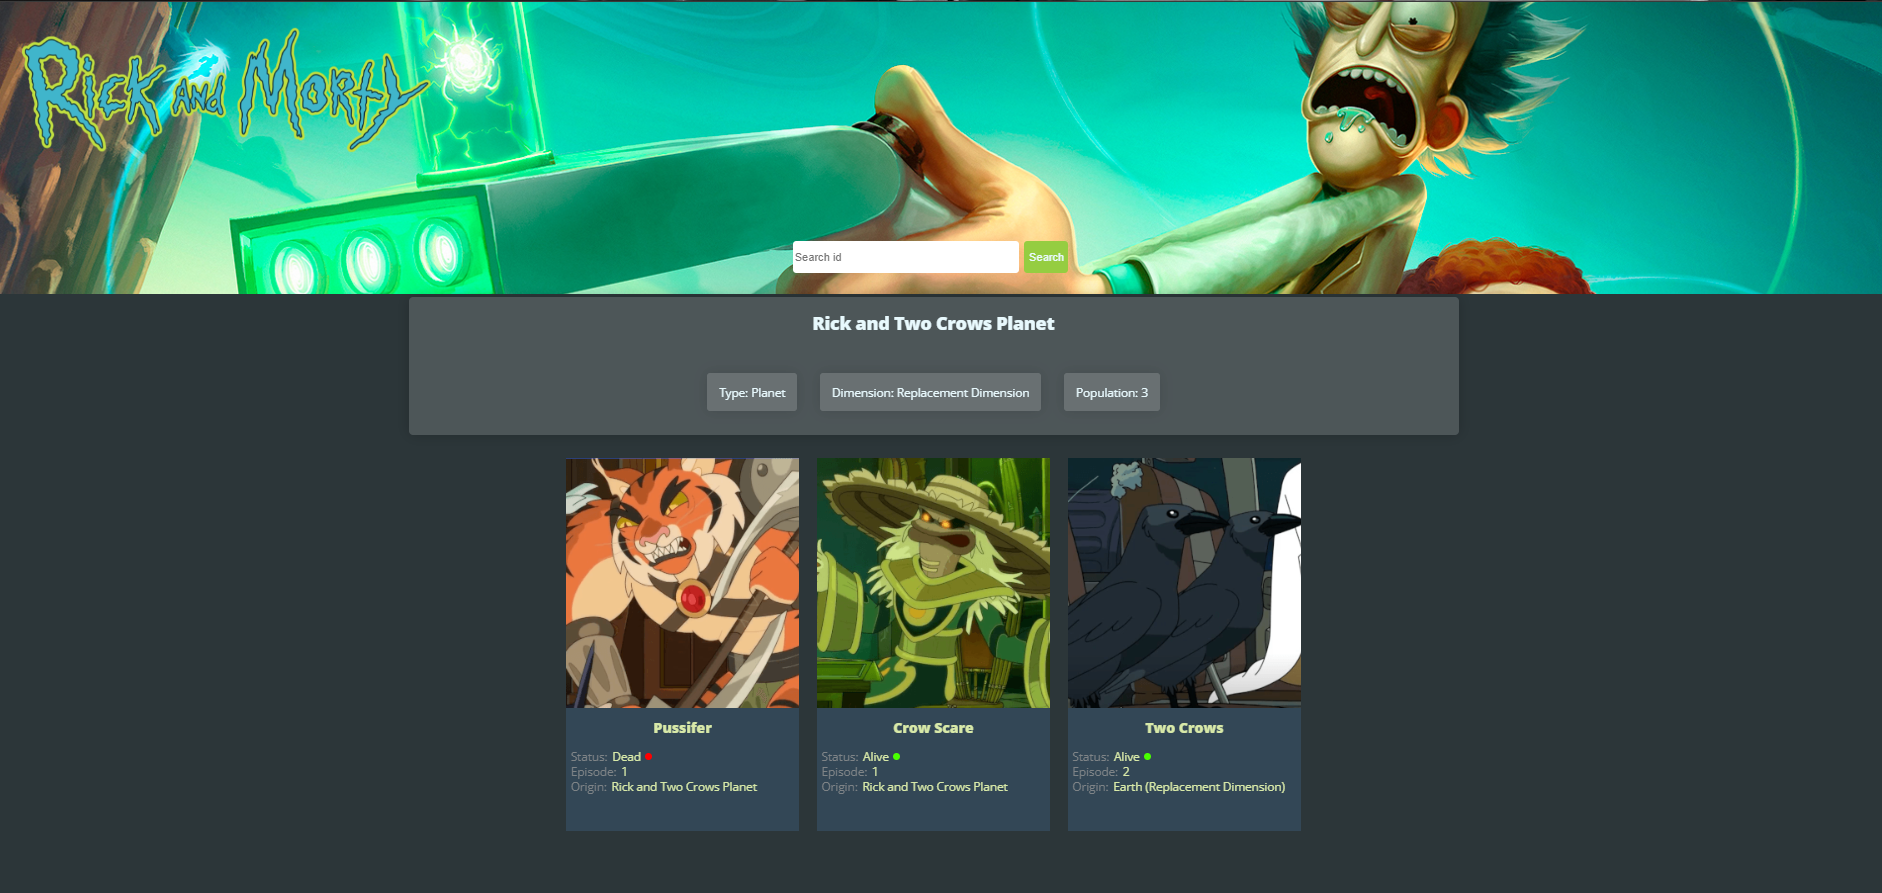 Rick and Morty
Search id
Search
Rick and Two Crows Planet
Type: Planet
Dimension: Replacement Dimension
Population: 3
Pussifer
Status: Dead
Episode: 1
Origin: Rick and Two Crows Planet
Crow Scare
Status: Alive
Episode: 1
Origin: Rick and Two Crows Planet
Two Crows
Status: Alive
Episode: 2
Origin: Earth (Replacement Dimension)